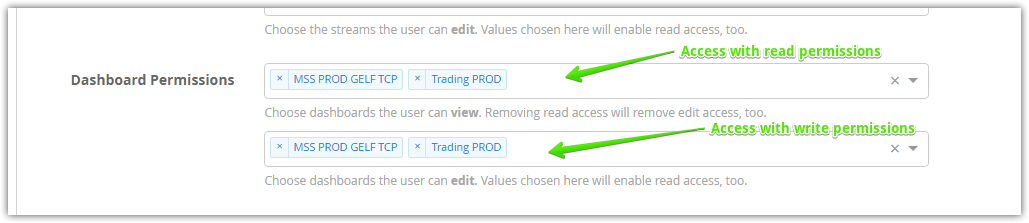 Choose the streams the user can edit. Values chosen here will enable read access, too.
Access with read permissions
Dashboard Permissions
× MSS PROD GELF TCP × Trading PROD ×
Choose dashboards the user can view. Removing read access will remove edit access, too.
Access with write permissions
× MSS PROD GELF TCP × Trading PROD ×
Choose dashboards the user can edit. Values chosen here will enable read access, too.